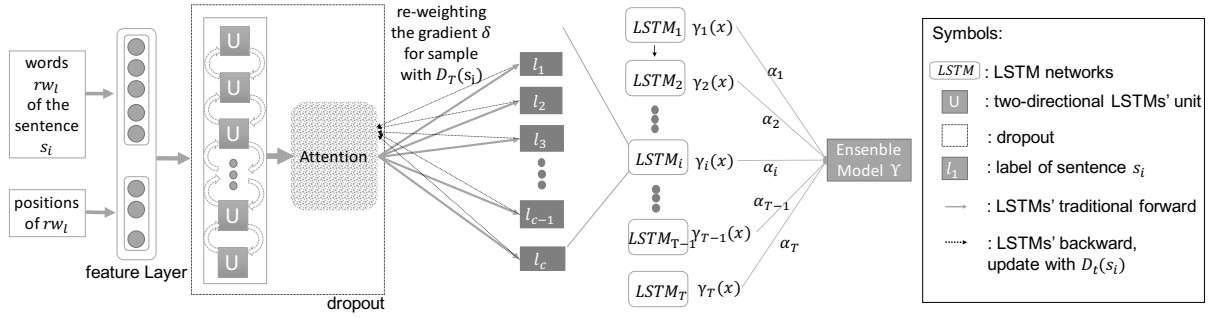 words
rw_l
of the
sentence
s_i
positions
of rw_l
feature Layer
U
U
U
U
U
dropout
Attention
re-weighting
the gradient δ
for sample
with D_T(s_i)
l_1
l_2
l_3
l_{c−1}
l_c
LSTM_1 γ_1(x)
LSTM_2 γ_2(x)
LSTM_i γ_i(x)
LSTM_{T−1} γ_{T−1}(x)
LSTM_T γ_T(x)
α_1
α_2
α_i
α_{T−1}
α_T
Ensemble
Model Υ
Symbols:
LSTM : LSTM networks
U : two-directional LSTMs' unit
: dropout
l_1 : label of sentence s_i
: LSTMs' traditional forward
: LSTMs' backward,
update with D_t(s_i)